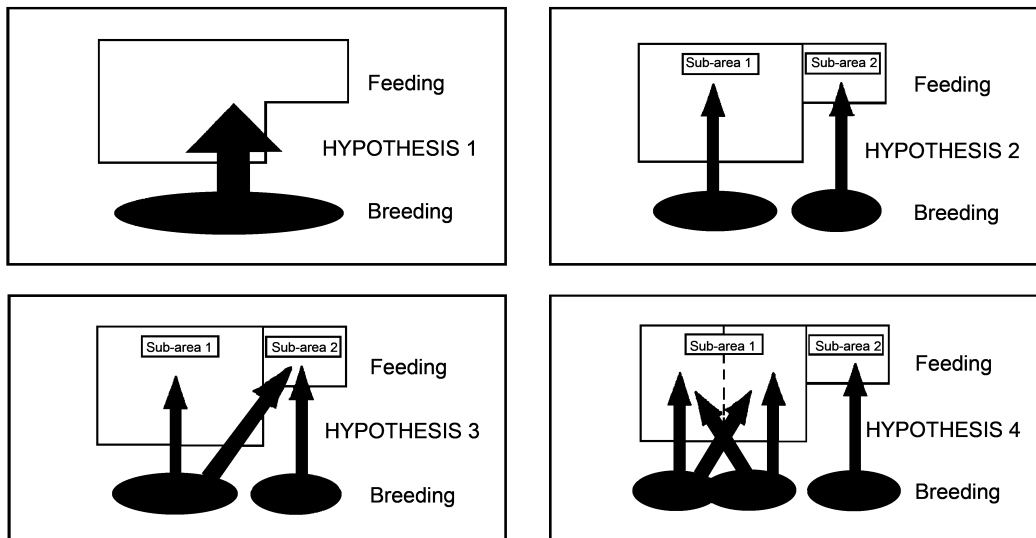 Feeding
HYPOTHESIS 1
Breeding
Sub-area 1
Sub-area 2
Feeding
HYPOTHESIS 2
Breeding
Sub-area 1
Sub-area 2
Feeding
HYPOTHESIS 3
Breeding
Sub-area 1
Sub-area 2
Feeding
HYPOTHESIS 4
Breeding